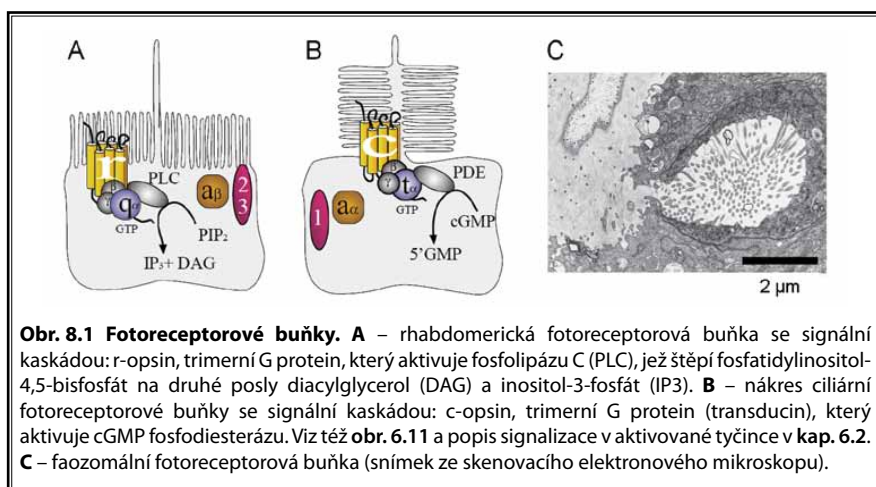 A
B
C
r
PLC
β
γ
qα
GTP
PIP₂
IP₃+ DAG
aβ
2
3
c
PDE
β
γ
tα
GTP
cGMP
5'GMP
1
aα
2 µm
Obr. 8.1 Fotoreceptorové buňky. A – rhabdomerická fotoreceptorová buňka se signální
kaskádou: r-opsin, trimerní G protein, který aktivuje fosfolipázu C (PLC), jež štěpí fosfatidylinositol-
4,5-bisfosfát na druhé posly diacylglycerol (DAG) a inositol-3-fosfát (IP3). B – nákres ciliární
fotoreceptorové buňky se signální kaskádou: c-opsin, trimerní G protein (transducin), který
aktivuje cGMP fosfodiesterázu. Viz též obr. 6.11 a popis signalizace v aktivované tyčince v kap. 6.2.
C – faozomální fotoreceptorová buňka (snímek ze skenovacího elektronového mikroskopu).